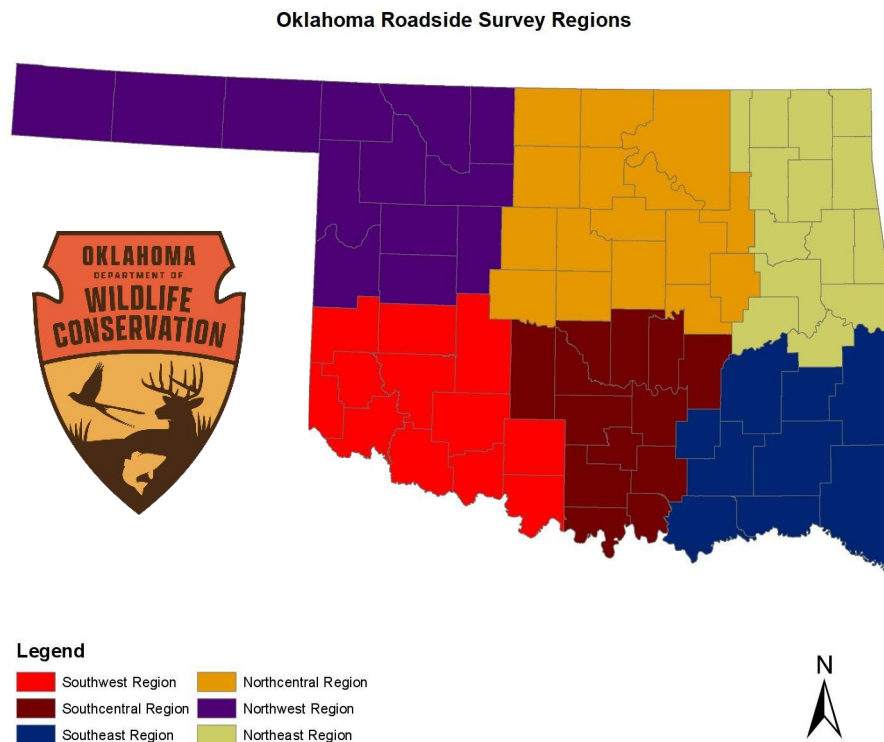 Oklahoma Roadside Survey Regions
OKLAHOMA
DEPARTMENT OF
WILDLIFE
CONSERVATION
Legend
Southwest Region
Northcentral Region
Southcentral Region
Northwest Region
Southeast Region
Northeast Region
N